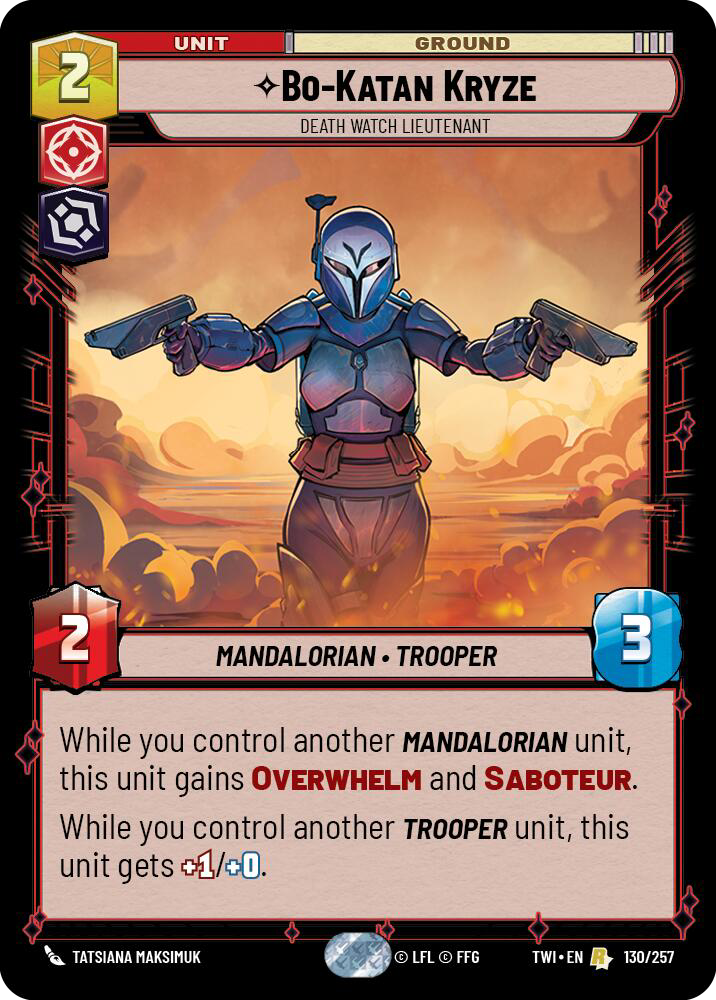 UNIT
GROUND
2
✧BO-KATAN KRYZE
DEATH WATCH LIEUTENANT
2
MANDALORIAN • TROOPER
3
While you control another MANDALORIAN unit,
this unit gains OVERWHELM and SABOTEUR.
While you control another TROOPER unit, this
unit gets +1/+0.
TATSIANA MAKSIMUK
© LFL © FFG
TWI • EN
R
130/257